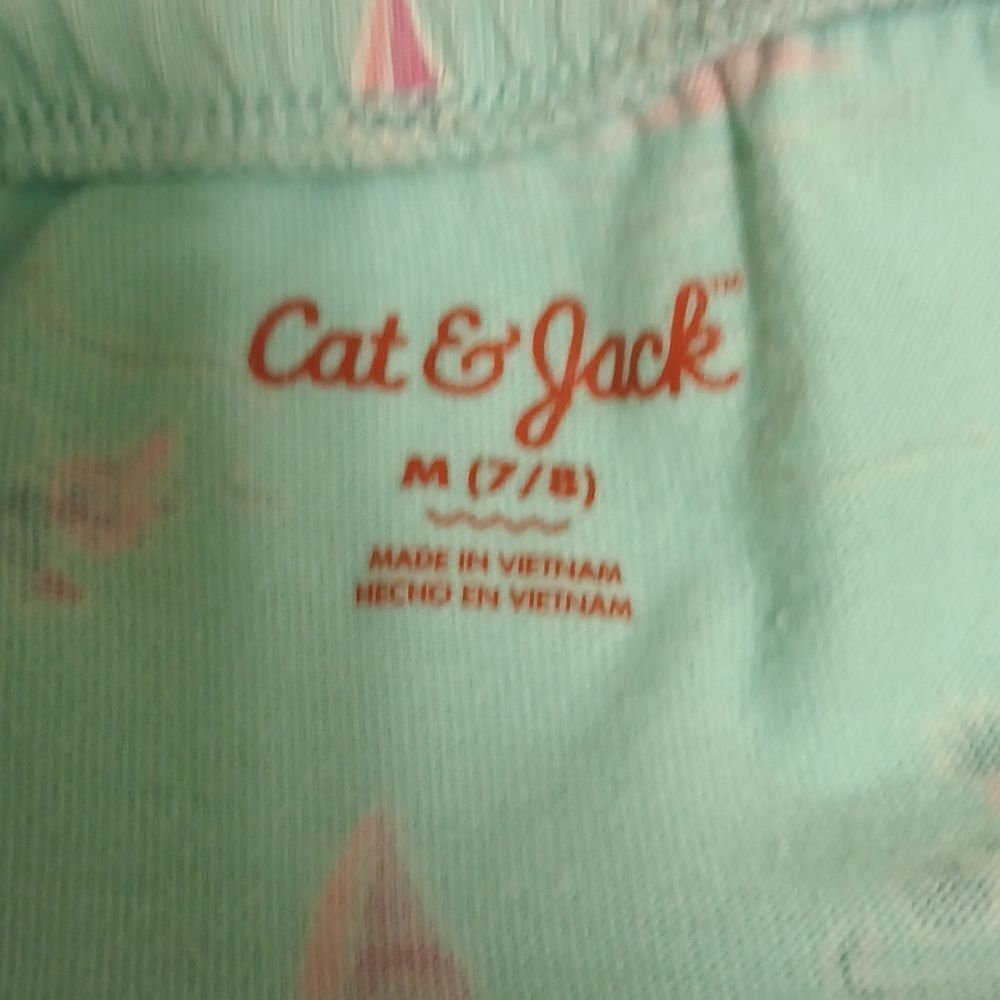 Cat & Jack™
M (7/8)
MADE IN VIETNAM
HECHO EN VIETNAM